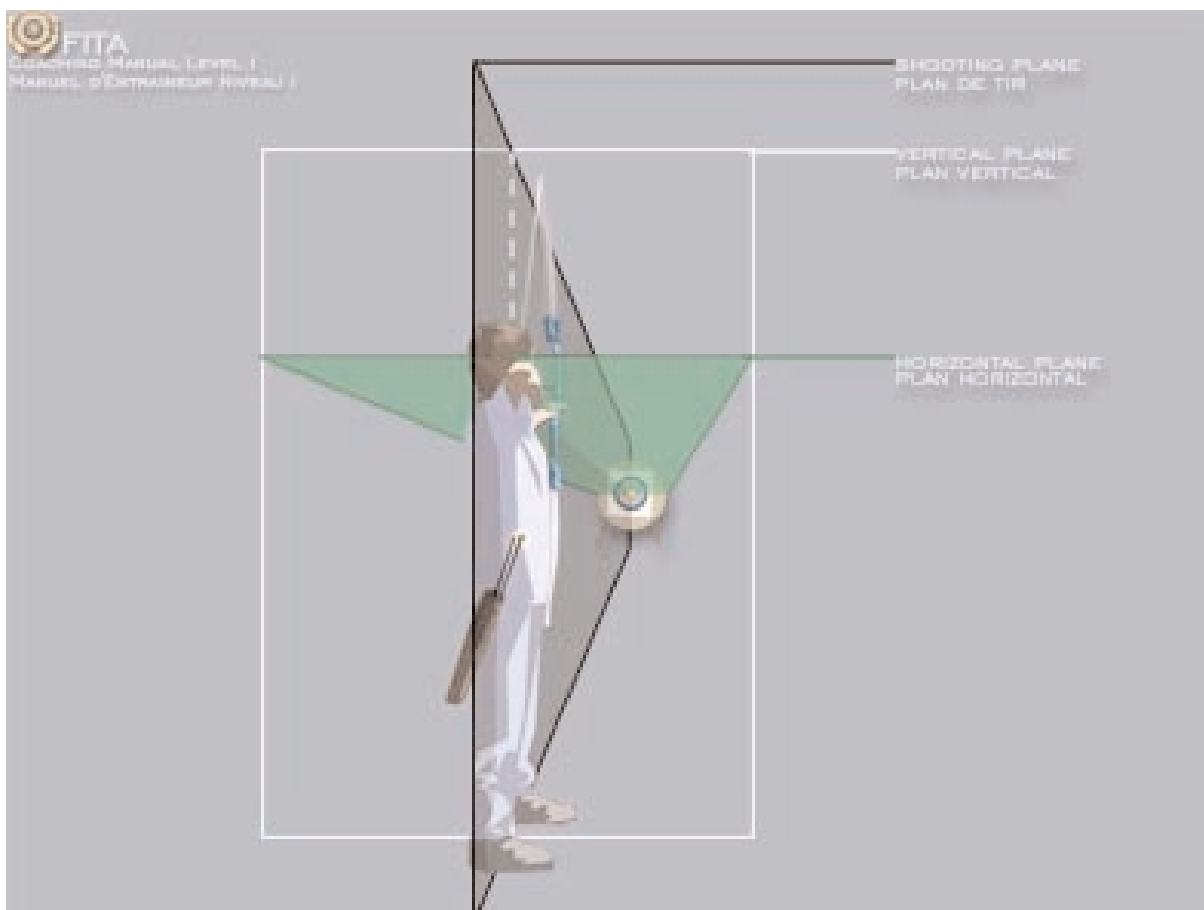 FITA
COACHING MANUAL LEVEL I
MANUEL D'ENTRAINEUR NIVEAU I
SHOOTING PLANE
PLAN DE TIR
VERTICAL PLANE
PLAN VERTICAL
HORIZONTAL PLANE
PLAN HORIZONTAL